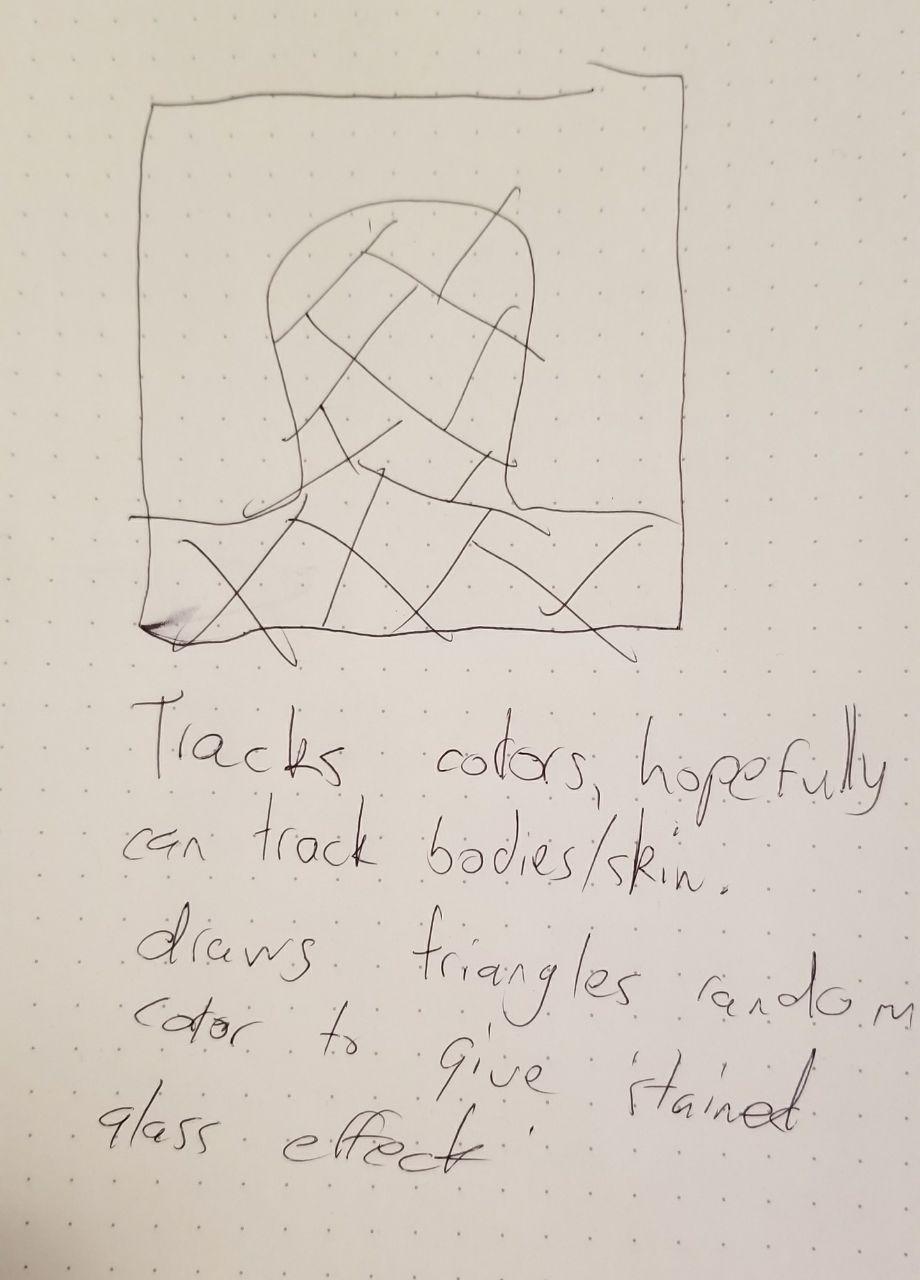 Tracks colors, hopefully
can track bodies/skin.
draws triangles random
color to give 'stained
glass effect'